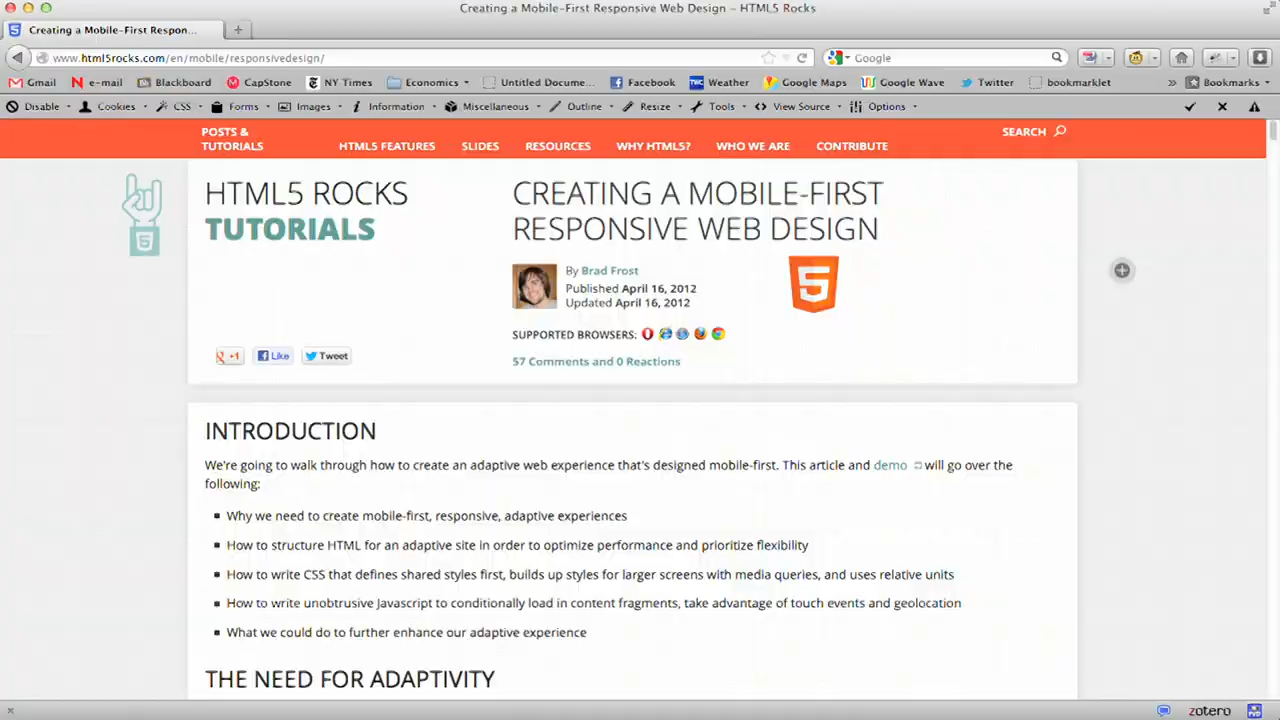 Creating a Mobile-First Responsive Web Design – HTML5 Rocks
Creating a Mobile-First Respon...
www.html5rocks.com/en/mobile/responsivedesign/
Google
Gmail e-mail Blackboard CapStone NY Times Economics Untitled Docume... Facebook Weather Google Maps Google Wave Twitter bookmarklet » Bookmarks
Disable Cookies CSS Forms Images Information Miscellaneous Outline Resize Tools View Source Options
POSTS &
TUTORIALS
HTML5 FEATURES SLIDES RESOURCES WHY HTML5? WHO WE ARE CONTRIBUTE
SEARCH
HTML5 ROCKS
TUTORIALS
CREATING A MOBILE-FIRST
RESPONSIVE WEB DESIGN
By Brad Frost
Published April 16, 2012
Updated April 16, 2012
SUPPORTED BROWSERS:
+1 Like Tweet
57 Comments and 0 Reactions
INTRODUCTION
We're going to walk through how to create an adaptive web experience that's designed mobile-first. This article and demo will go over the
following:
Why we need to create mobile-first, responsive, adaptive experiences
How to structure HTML for an adaptive site in order to optimize performance and prioritize flexibility
How to write CSS that defines shared styles first, builds up styles for larger screens with media queries, and uses relative units
How to write unobtrusive Javascript to conditionally load in content fragments, take advantage of touch events and geolocation
What we could do to further enhance our adaptive experience
THE NEED FOR ADAPTIVITY
zotero